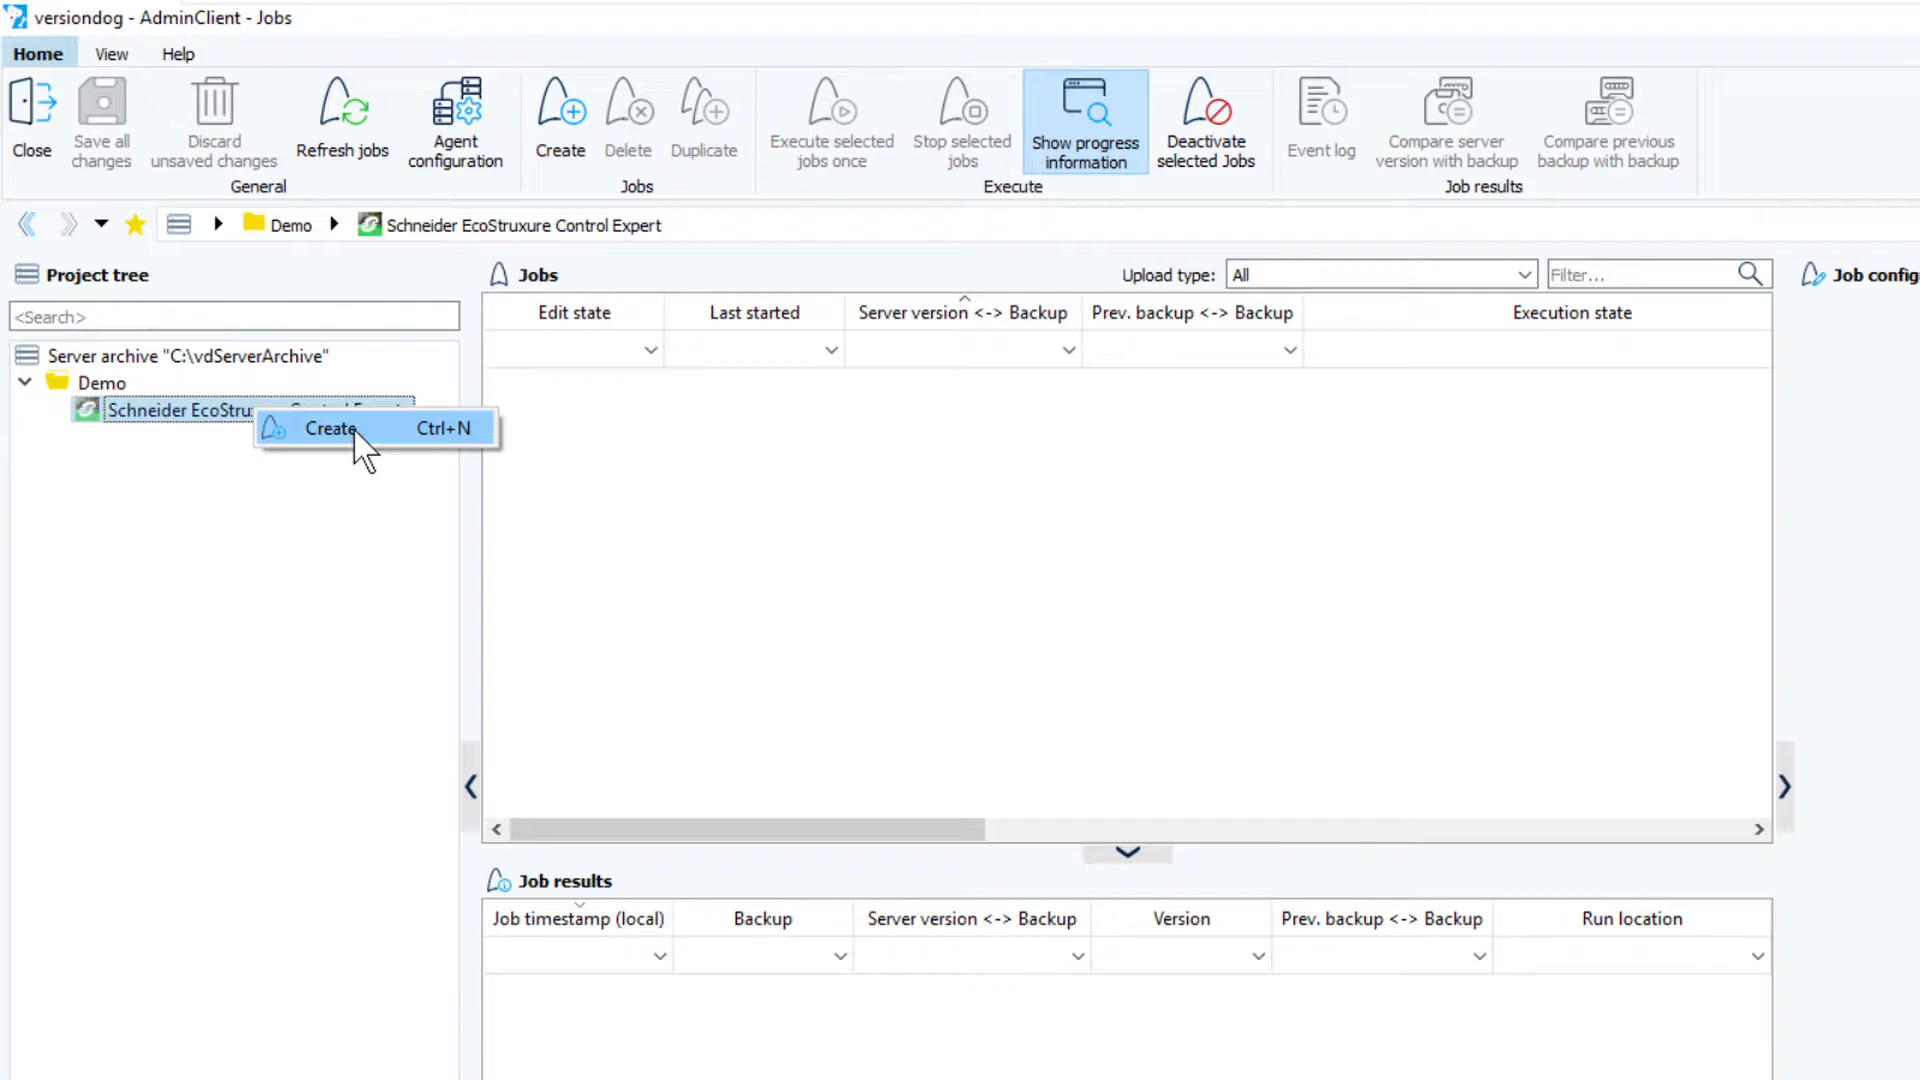 versiondog - AdminClient - Jobs
Home View Help
Close
Save all changes
Discard unsaved changes
Refresh jobs
Agent configuration
Create
Delete
Duplicate
Execute selected jobs once
Stop selected jobs
Show progress information
Deactivate selected Jobs
Event log
Compare server version with backup
Compare previous backup with backup
General
Jobs
Execute
Job results
Demo
Schneider EcoStruxure Control Expert
Project tree
<Search>
Server archive "C:\vdServerArchive"
Demo
Schneider EcoStru
Create Ctrl+N
Jobs
Upload type: All
Filter...
Job config
Edit state
Last started
Server version <-> Backup
Prev. backup <-> Backup
Execution state
Job results
Job timestamp (local)
Backup
Server version <-> Backup
Version
Prev. backup <-> Backup
Run location